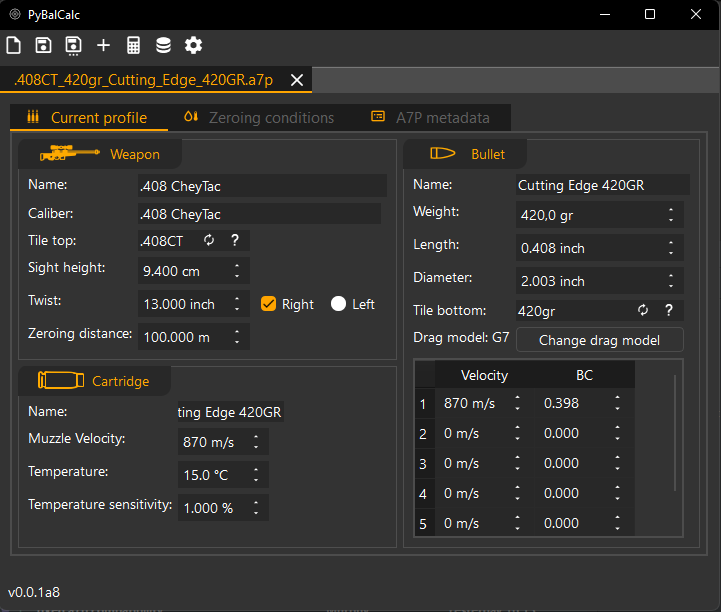 PyBalCalc
.408CT_420gr_Cutting_Edge_420GR.a7p
Current profile
Zeroing conditions
A7P metadata
Weapon
Name: .408 CheyTac
Caliber: .408 CheyTac
Tile top: .408CT ?
Sight height: 9.400 cm
Twist: 13.000 inch Right Left
Zeroing distance: 100.000 m
Cartridge
Name: ting Edge 420GR
Muzzle Velocity: 870 m/s
Temperature: 15.0 °C
Temperature sensitivity: 1.000 %
Bullet
Name: Cutting Edge 420GR
Weight: 420,0 gr
Length: 0.408 inch
Diameter: 2.003 inch
Tile bottom: 420gr ?
Drag model: G7 Change drag model
Velocity BC
1 870 m/s 0.398
2 0 m/s 0.000
3 0 m/s 0.000
4 0 m/s 0.000
5 0 m/s 0.000
v0.0.1a8